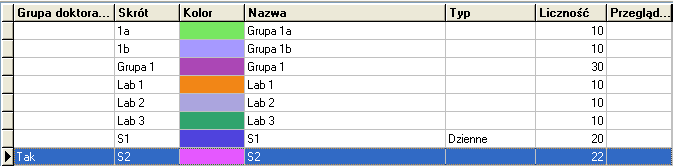 Grupa doktora... Skrót Kolor Nazwa Typ Liczność Przegląd...
1a Grupa 1a 10
1b Grupa 1b 10
Grupa 1 Grupa 1 30
Lab 1 Lab 1 10
Lab 2 Lab 2 10
Lab 3 Lab 3 10
S1 S1 Dzienne 20
Tak S2 S2 22